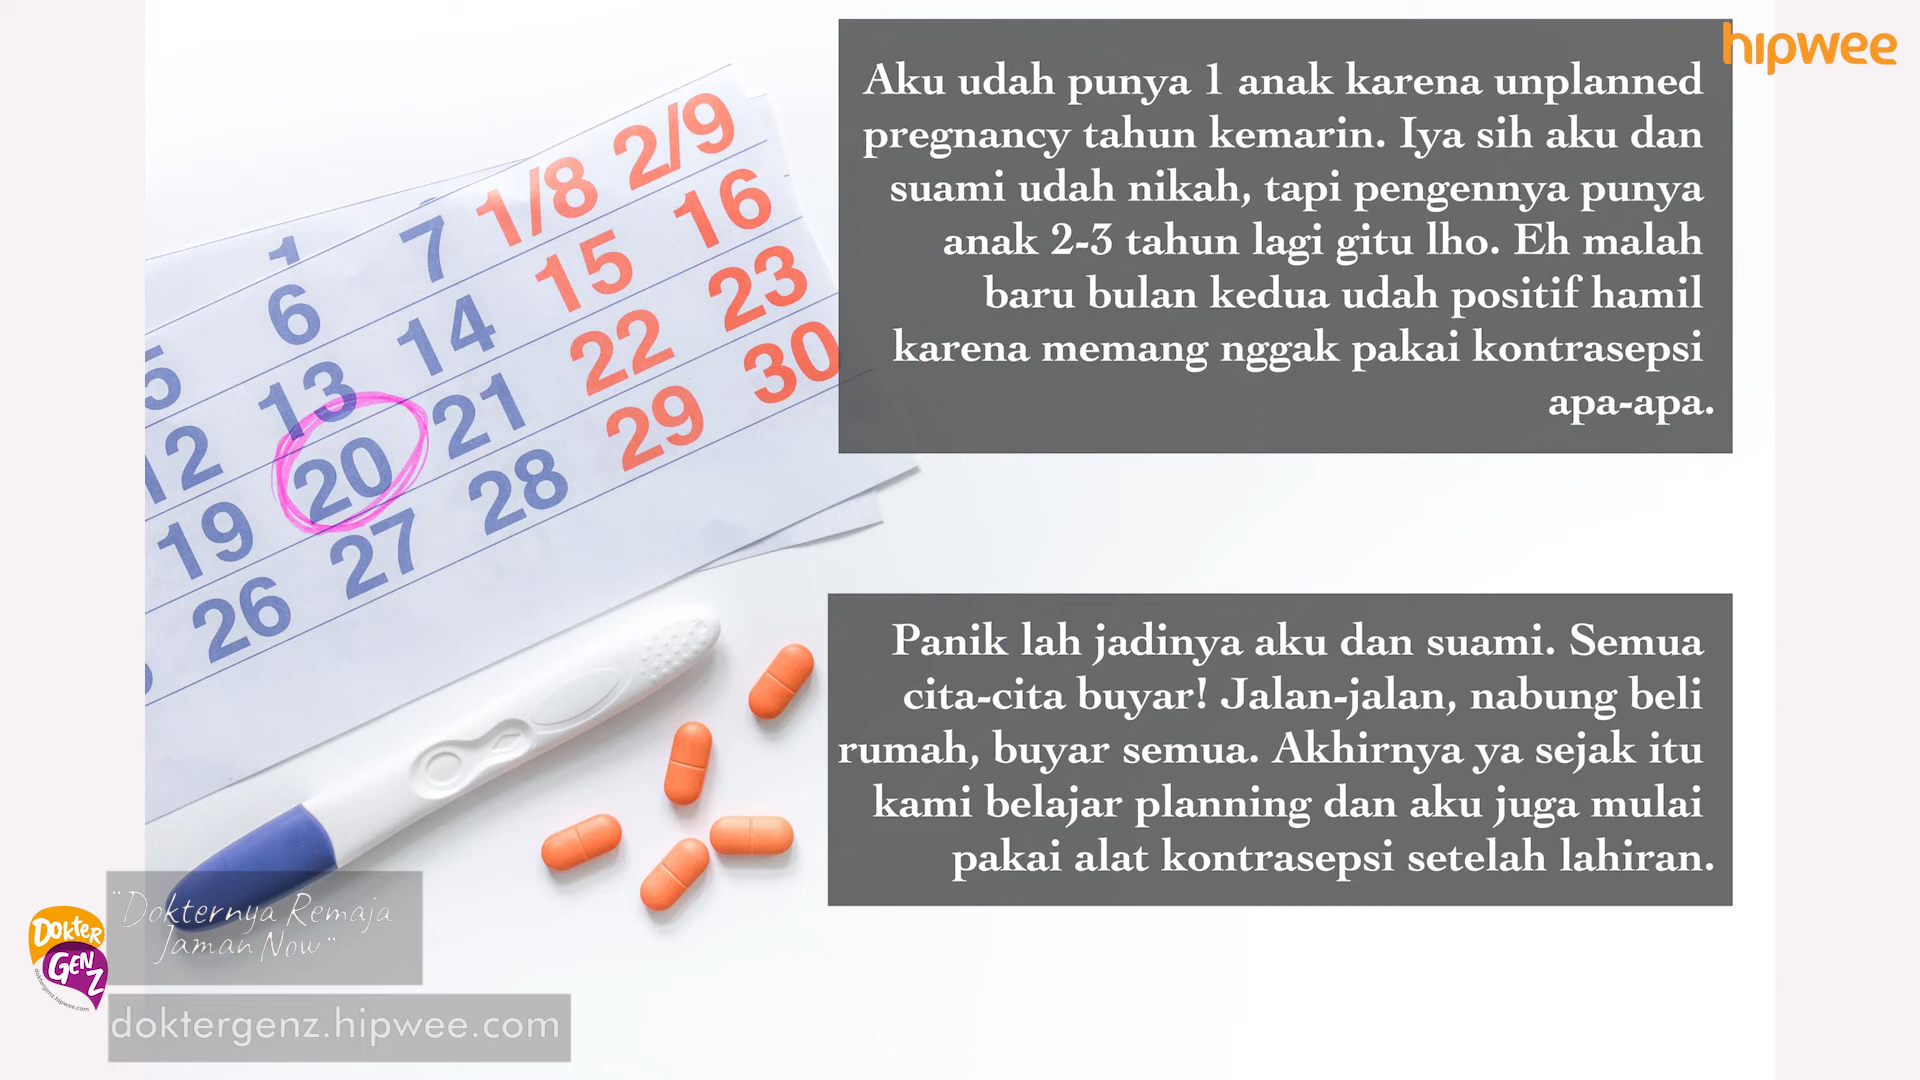 hipwee
Aku udah punya 1 anak karena unplanned
pregnancy tahun kemarin. Iya sih aku dan
suami udah nikah, tapi pengennya punya
anak 2-3 tahun lagi gitu lho. Eh malah
baru bulan kedua udah positif hamil
karena memang nggak pakai kontrasepsi
apa-apa.
1 7 1/8 2/9
5 6 14 15 16
12 13 21 22 23
19 20 28 29 30
26 27
Panik lah jadinya aku dan suami. Semua
cita-cita buyar! Jalan-jalan, nabung beli
rumah, buyar semua. Akhirnya ya sejak itu
kami belajar planning dan aku juga mulai
pakai alat kontrasepsi setelah lahiran.
"Dokternya Remaja
Jaman Now"
DOKTER
GEN Z
doktergenz.hipwee.com
doktergenz.hipwee.com